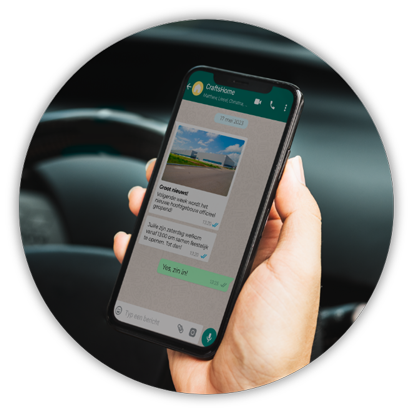 CraftsHome
17 mei 2023
Groot nieuws!
Volgende week wordt het
nieuwe hoofdgebouw officieel
geopend!
Jullie zijn zaterdag welkom
vanaf 13:00 om samen feestelijk
te openen. Tot dan!
Yes, zin in!
Typ een bericht